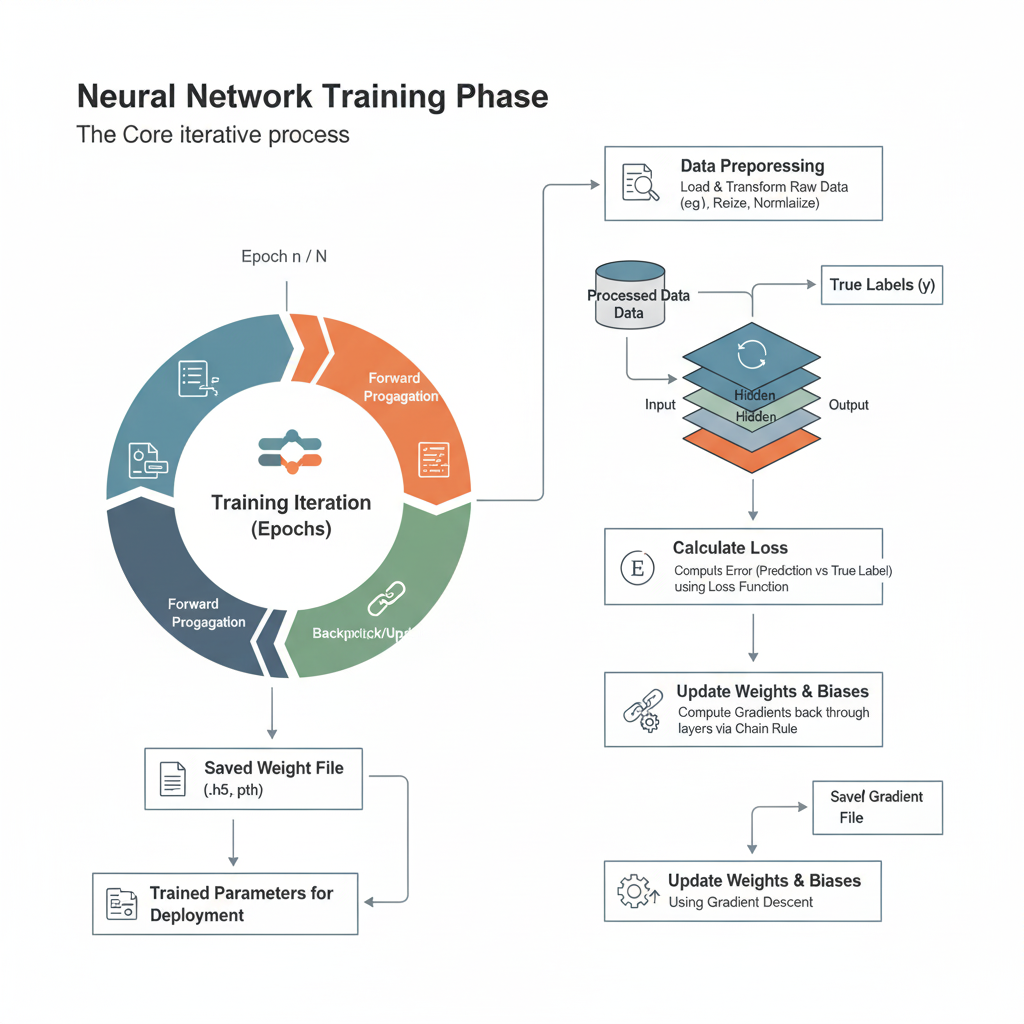 Neural Network Training Phase
The Core iterative process
Epoch n / N
Forward
Progagation
Training Iteration
(Epochs)
Forward
Progagation
Saved Weight File
(.h5, pth)
Trained Parameters for
Deployment
Data Preporessing
Load & Transform Raw Data
(eg), Reize, Normlaiize)
Processed Data
Data
True Labels (y)
Input
Hidden
Hidden
Output
Calculate Loss
E
Computs Error (Predction vs True Label)
using Loss Function
Update Weights & Biases
Compute Gradients back through
layers via Chain Rule
Gradient
File
Update Weights & Biases
Using Gradient Descent